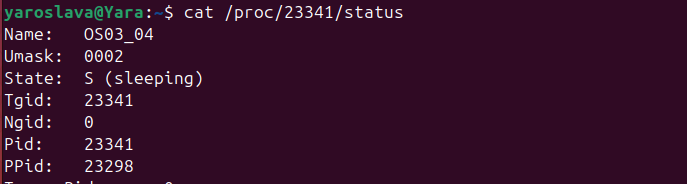 yaroslava@Yara:~$ cat /proc/23341/status
Name:   OS03_04
Umask:  0002
State:  S (sleeping)
Tgid:   23341
Ngid:   0
Pid:    23341
PPid:   23298